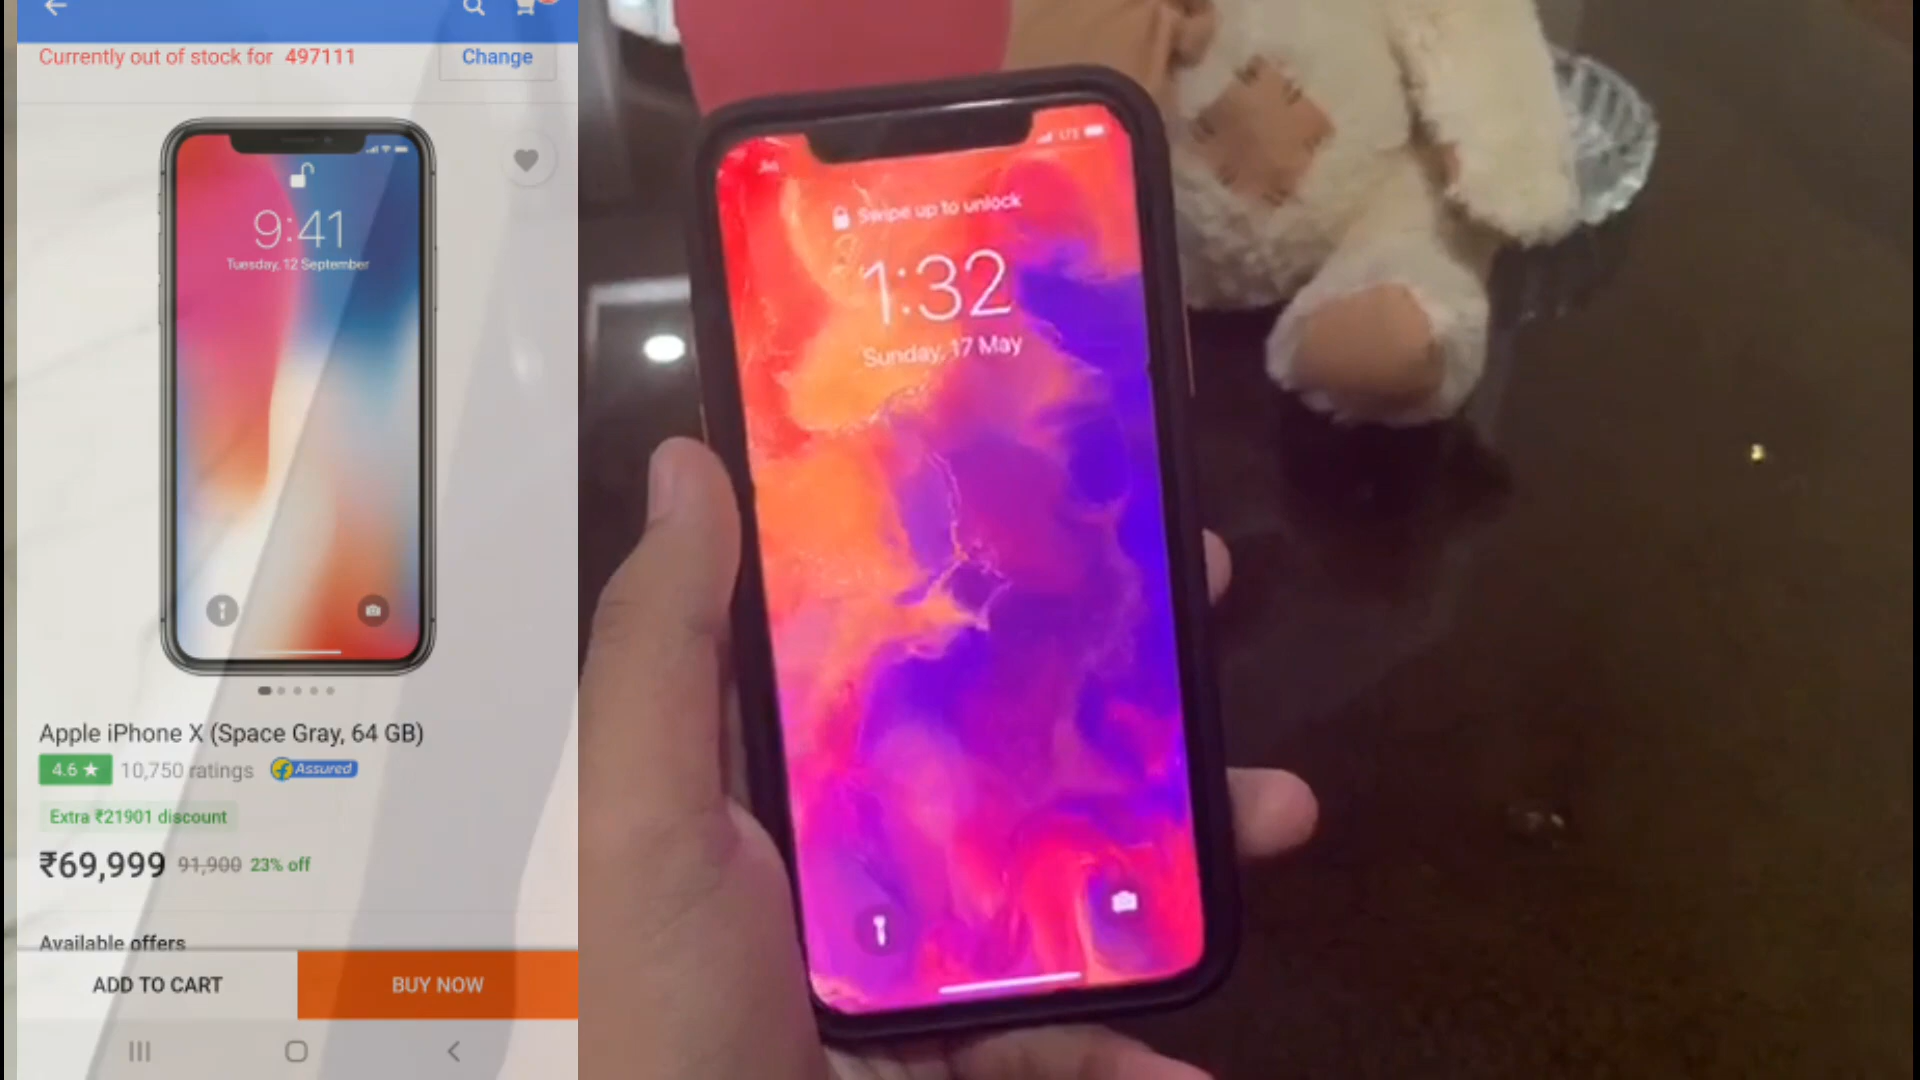 Currently out of stock for 497111
Change
9:41
Tuesday, 12 September
Apple iPhone X (Space Gray, 64 GB)
4.6 ★ 10,750 ratings Assured
Extra ₹21901 discount
₹69,999 91,900 23% off
Available offers
ADD TO CART
BUY NOW
Jio
LTE
Swipe up to unlock
1:32
Sunday, 17 May